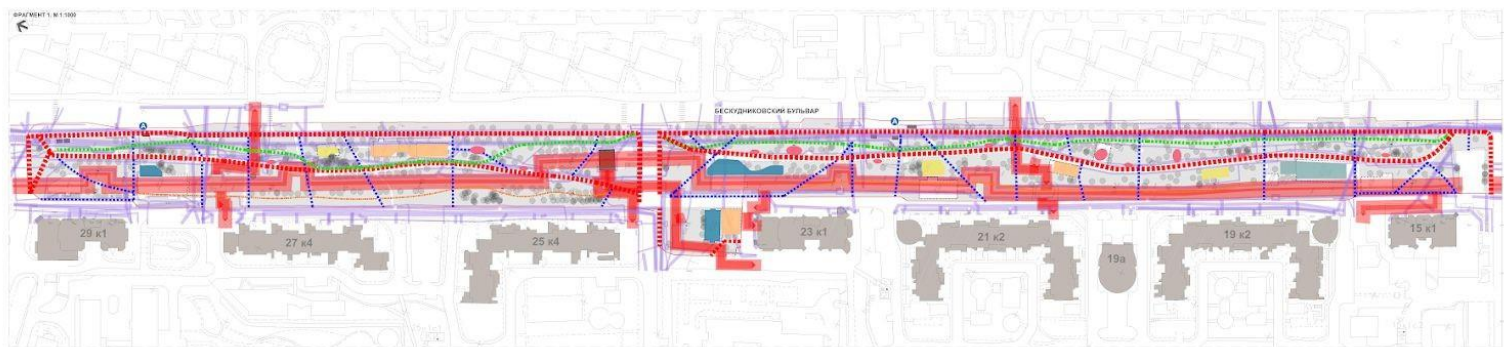 ФРАГМЕНТ 1. М 1:1000
А
А
БЕСКУДНИКОВСКИЙ БУЛЬВАР
29 к1
27 к4
25 к4
23 к1
21 к2
19а
19 к2
15 к1